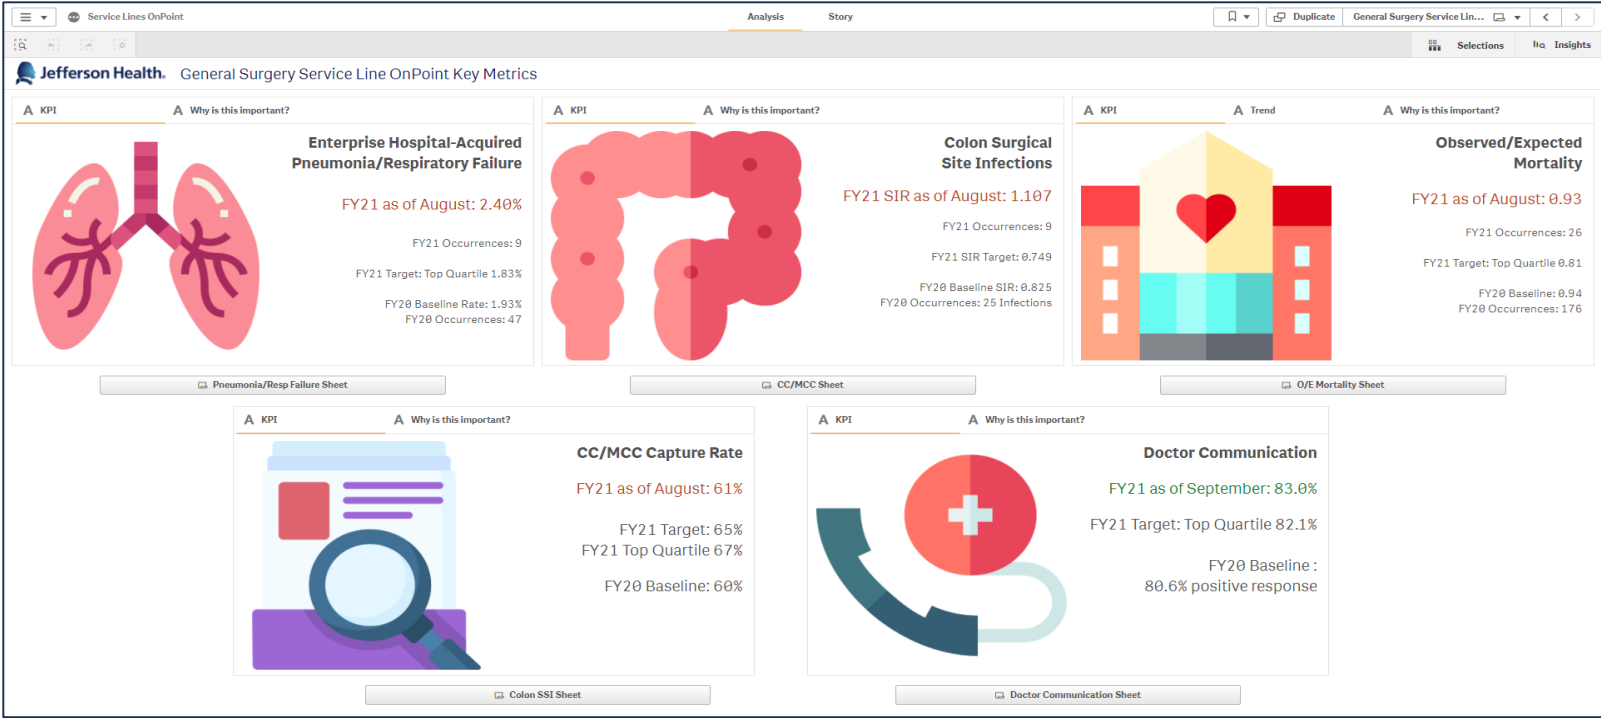 Service Lines OnPoint
Analysis
Story
Duplicate
General Surgery Service Lin...
Selections
Insights
Jefferson Health.
General Surgery Service Line OnPoint Key Metrics
A KPI
A Why is this important?
Enterprise Hospital-Acquired
Pneumonia/Respiratory Failure
FY21 as of August: 2.40%
FY21 Occurrences: 9
FY21 Target: Top Quartile 1.83%
FY20 Baseline Rate: 1.93%
FY20 Occurrences: 47
Pneumonia/Resp Failure Sheet
A KPI
A Why is this important?
Colon Surgical
Site Infections
FY21 SIR as of August: 1.107
FY21 Occurrences: 9
FY21 SIR Target: 0.749
FY20 Baseline SIR: 0.825
FY20 Occurrences: 25 Infections
CC/MCC Sheet
A KPI
A Trend
A Why is this important?
Observed/Expected
Mortality
FY21 as of August: 0.93
FY21 Occurrences: 26
FY21 Target: Top Quartile 0.81
FY20 Baseline: 0.94
FY20 Occurrences: 176
O/E Mortality Sheet
A KPI
A Why is this important?
CC/MCC Capture Rate
FY21 as of August: 61%
FY21 Target: 65%
FY21 Top Quartile 67%
FY20 Baseline: 60%
Colon SSI Sheet
A KPI
A Why is this important?
Doctor Communication
FY21 as of September: 83.0%
FY21 Target: Top Quartile 82.1%
FY20 Baseline :
80.6% positive response
Doctor Communication Sheet